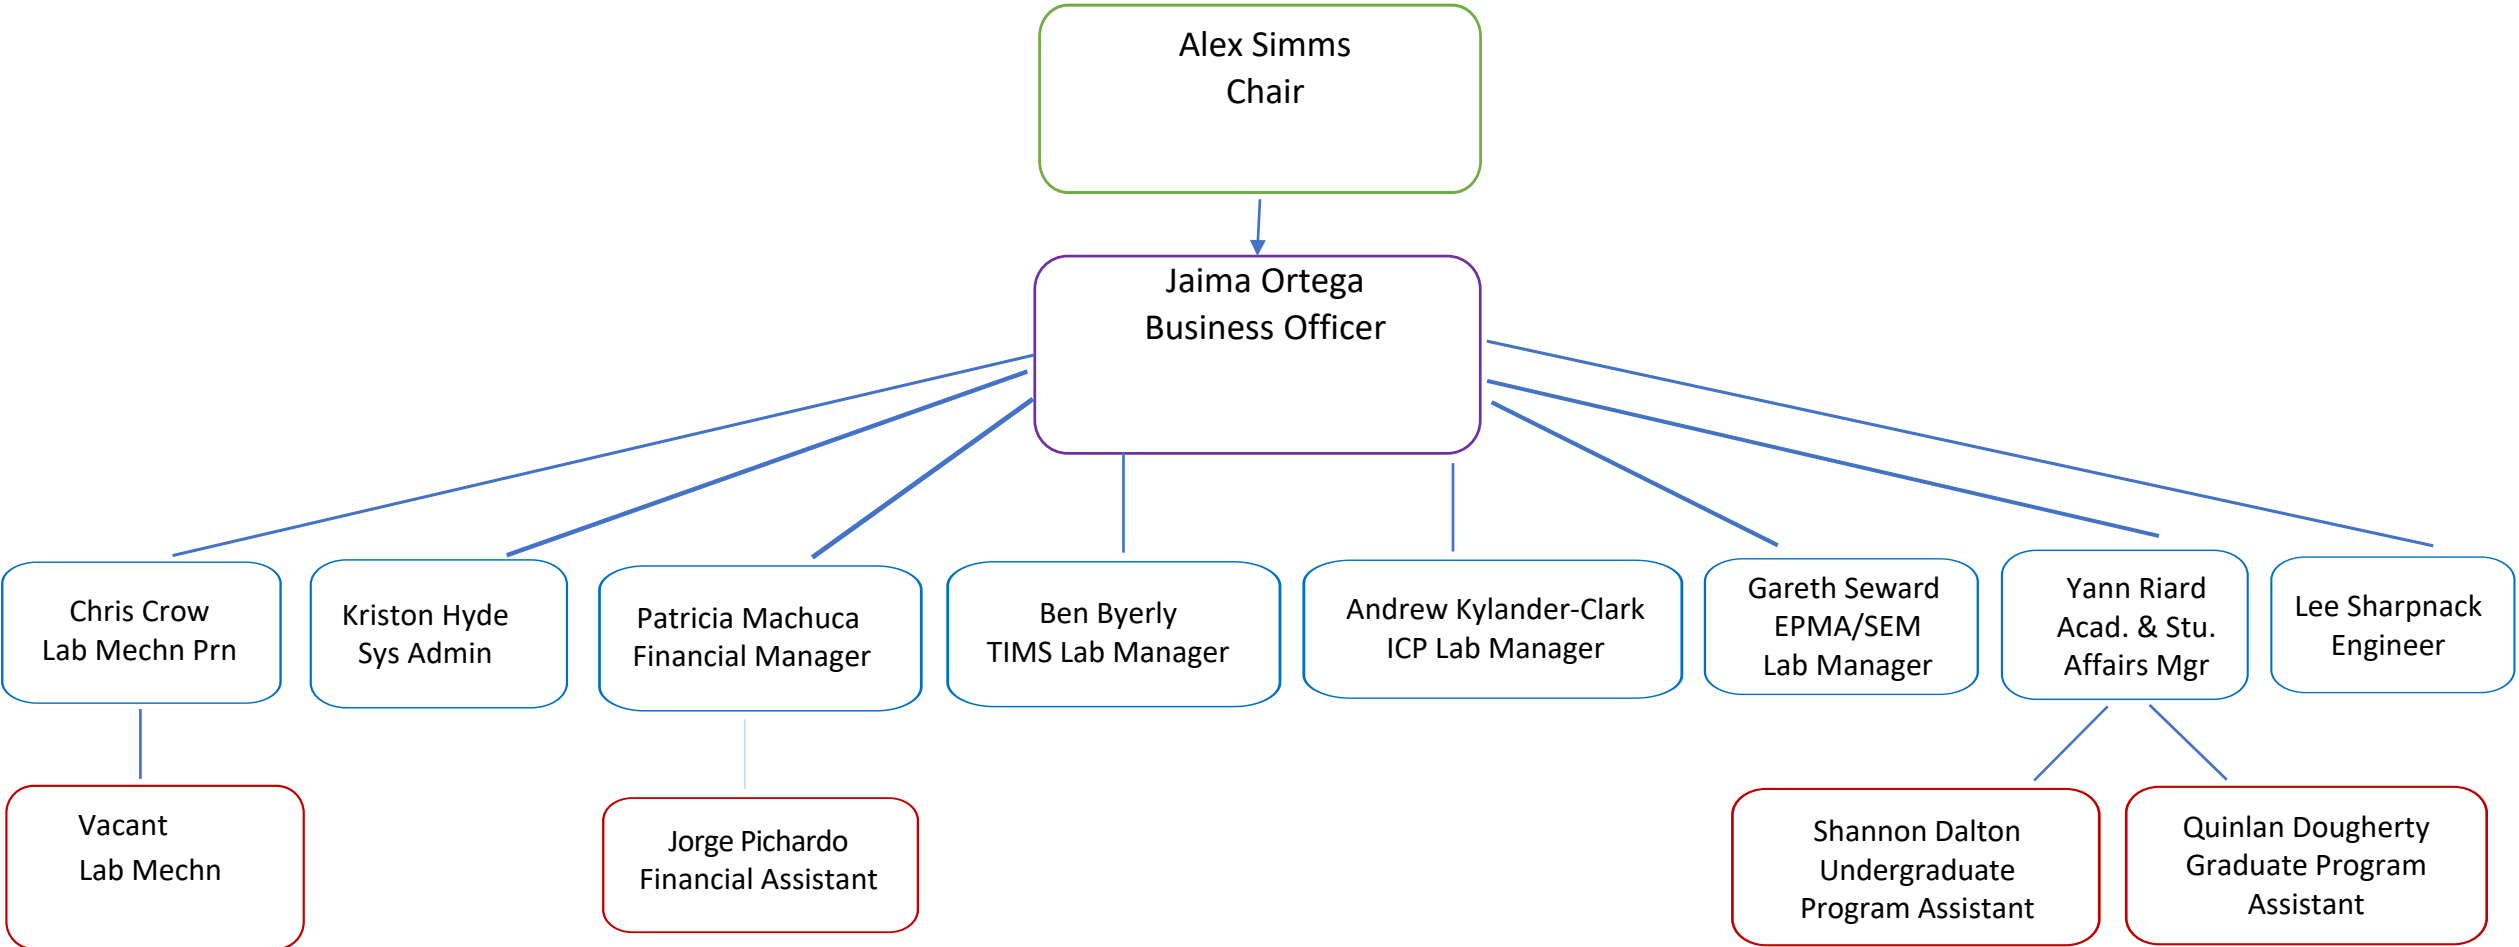 Alex Simms
Chair
Jaima Ortega
Business Officer
Chris Crow
Lab Mechn Prn
Kriston Hyde
Sys Admin
Patricia Machuca
Financial Manager
Ben Byerly
TIMS Lab Manager
Andrew Kylander-Clark
ICP Lab Manager
Gareth Seward
EPMA/SEM
Lab Manager
Yann Riard
Acad. & Stu.
Affairs Mgr
Lee Sharpnack
Engineer
Vacant
Lab Mechn
Jorge Pichardo
Financial Assistant
Shannon Dalton
Undergraduate
Program Assistant
Quinlan Dougherty
Graduate Program
Assistant